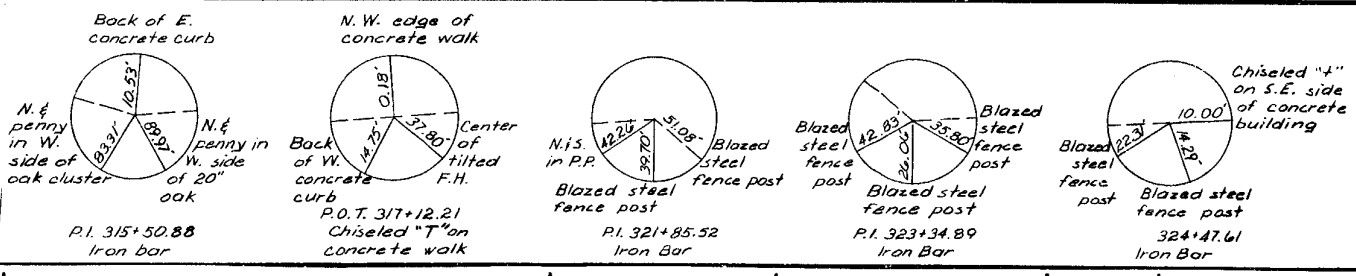 Back of E.
concrete curb
10.53'
N. &
penny
in W.
side of
oak cluster
83.31'
89.97'
N. &
penny in
W. side
of 20"
oak
P.I. 315+50.88
Iron bar
N. W. edge of
concrete walk
0.18'
14.75'
37.80'
Back
of W.
concrete
curb
Center
of
tilted
F.H.
P.O.T. 317+12.21
Chiseled "T" on
concrete walk
N.i S.
in P.P.
42.26'
39.70'
51.08'
Blazed
steel
fence post
Blazed steel
fence post
P.I. 321+85.52
Iron Bar
Blazed
steel
fence
post
42.83'
26.06'
35.80'
Blazed
steel
fence
post
Blazed steel
fence post
P.I. 323+34.89
Iron Bar
Chiseled "+"
on S.E. side
of concrete
building
10.00'
22.31'
14.29'
Blazed
steel
fence
post
Blazed steel
fence post
324+47.61
Iron Bar